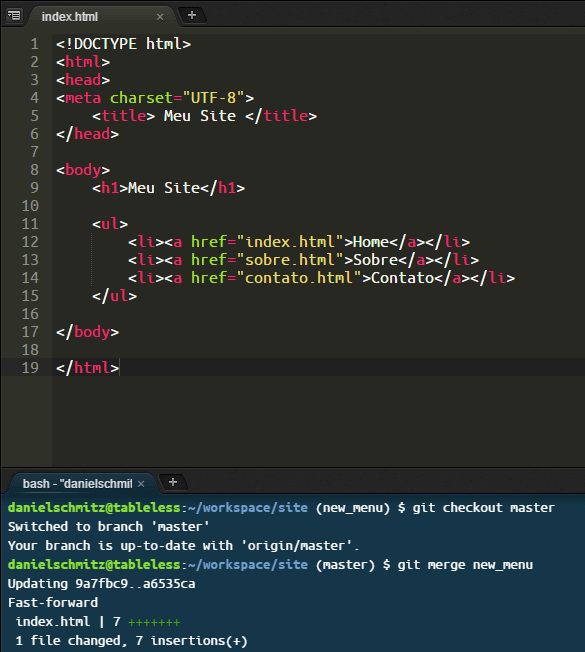 index.html
1 <!DOCTYPE html>
2 <html>
3 <head>
4 <meta charset="UTF-8">
5     <title> Meu Site </title>
6 </head>
7
8 <body>
9     <h1>Meu Site</h1>
10
11     <ul>
12         <li><a href="index.html">Home</a></li>
13         <li><a href="sobre.html">Sobre</a></li>
14         <li><a href="contato.html">Contato</a></li>
15     </ul>
16
17 </body>
18
19 </html>
bash - "danielschmit
danielschmitz@tableless:~/workspace/site (new_menu) $ git checkout master
Switched to branch 'master'
Your branch is up-to-date with 'origin/master'.
danielschmitz@tableless:~/workspace/site (master) $ git merge new_menu
Updating 9a7fbc9..a6535ca
Fast-forward
 index.html | 7 +++++++
 1 file changed, 7 insertions(+)